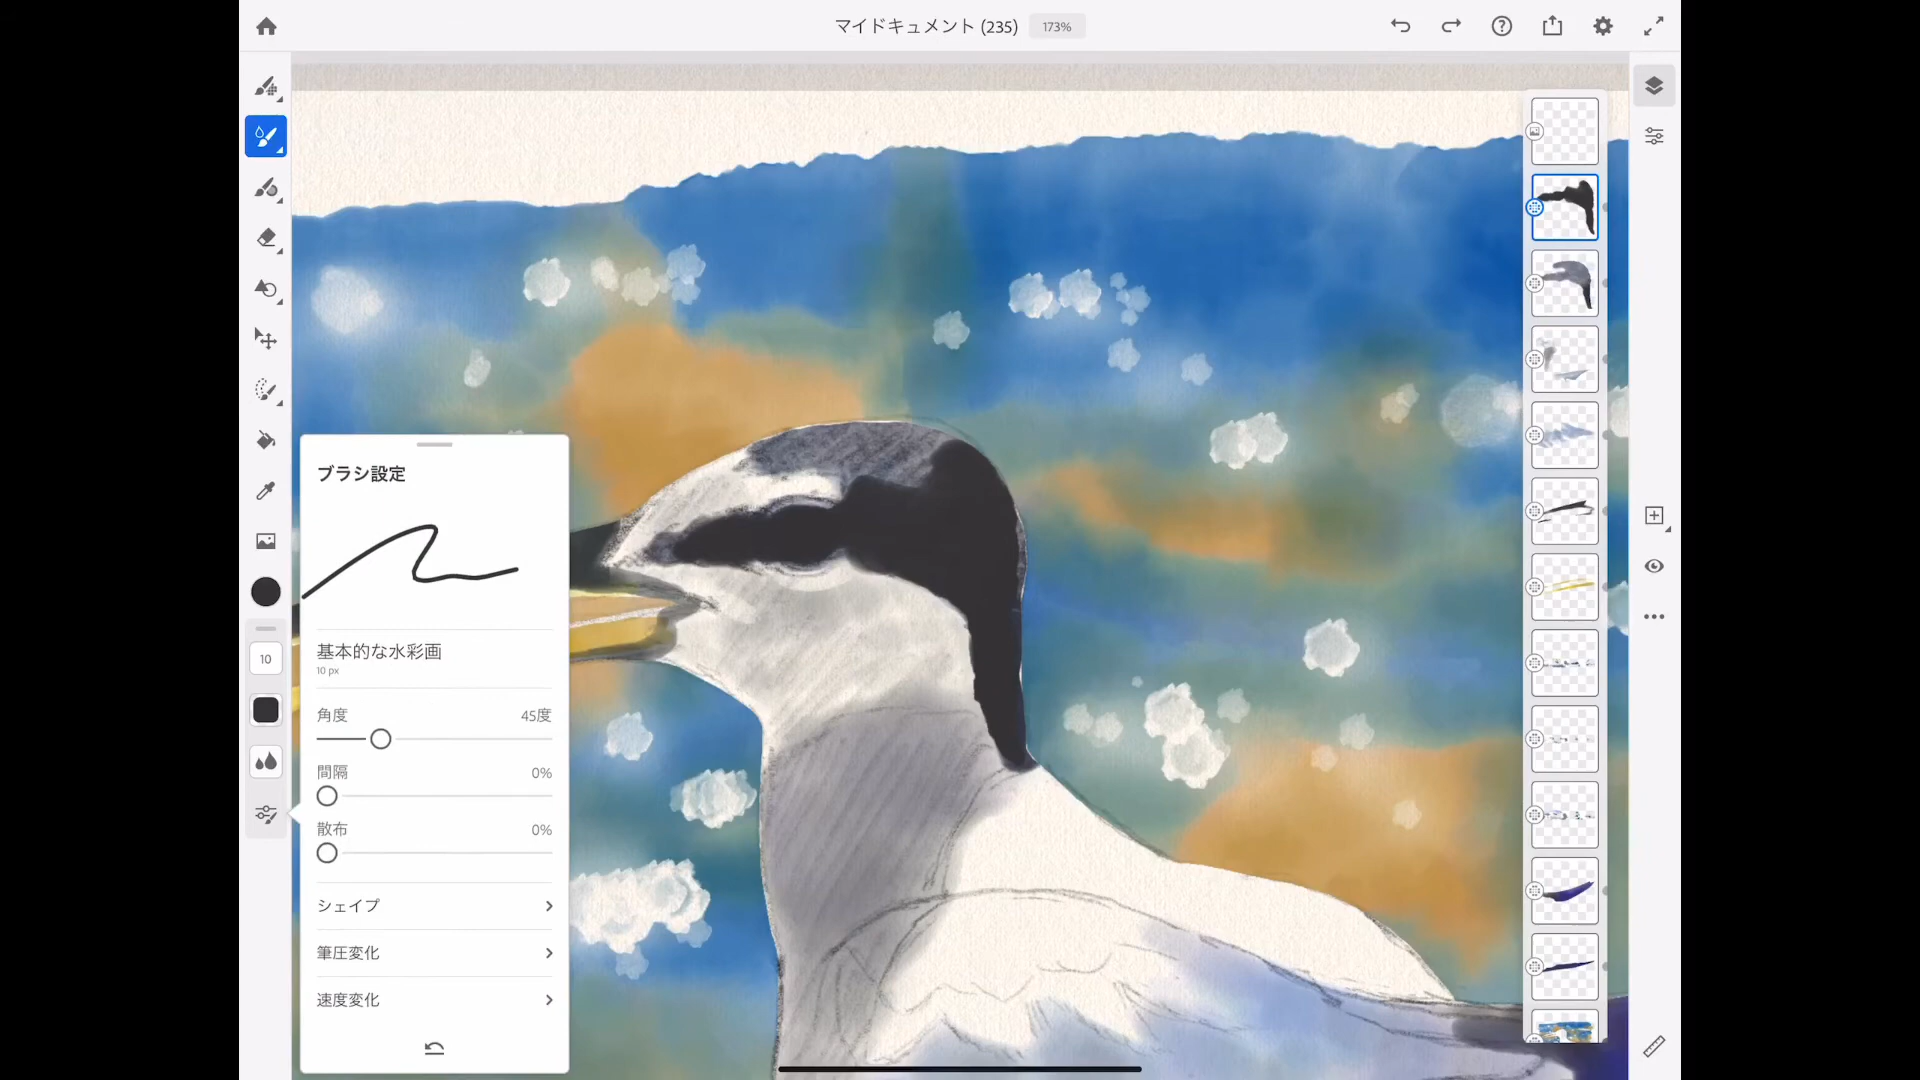 マイドキュメント (235)
173%
ブラシ設定
10
基本的な水彩画
10 px
角度
45度
間隔
0%
散布
0%
シェイプ
筆圧変化
速度変化